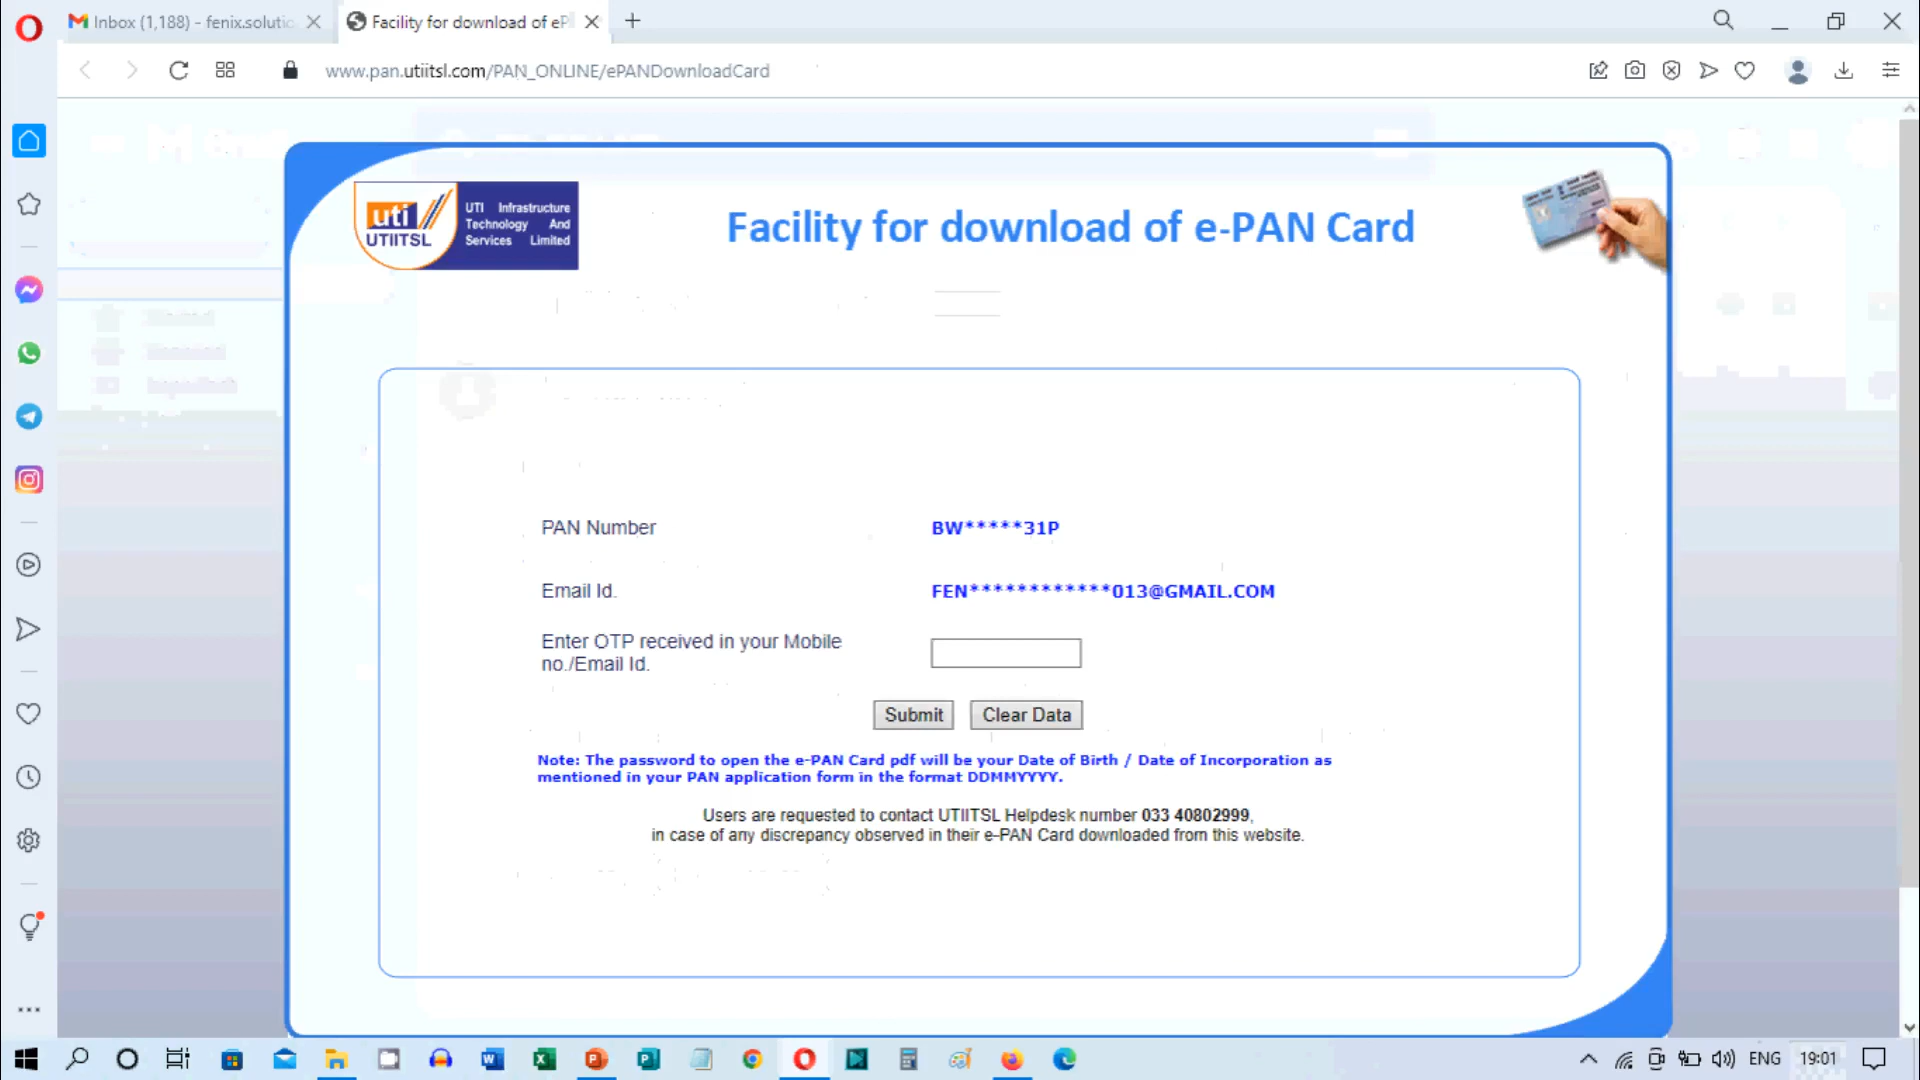 Inbox (1,188) - fenix.solutio
Facility for download of eP
www.pan.utiitsl.com/PAN_ONLINE/ePANDownloadCard
uti
UTIITSL
UTI Infrastructure
Technology And
Services Limited
Facility for download of e-PAN Card
PAN Number
BW*****31P
Email Id.
FEN************013@GMAIL.COM
Enter OTP received in your Mobile
no./Email Id.
Submit
Clear Data
Note: The password to open the e-PAN Card pdf will be your Date of Birth / Date of Incorporation as
mentioned in your PAN application form in the format DDMMYYYY.
Users are requested to contact UTIITSL Helpdesk number 033 40802999,
in case of any discrepancy observed in their e-PAN Card downloaded from this website.
ENG
19:01